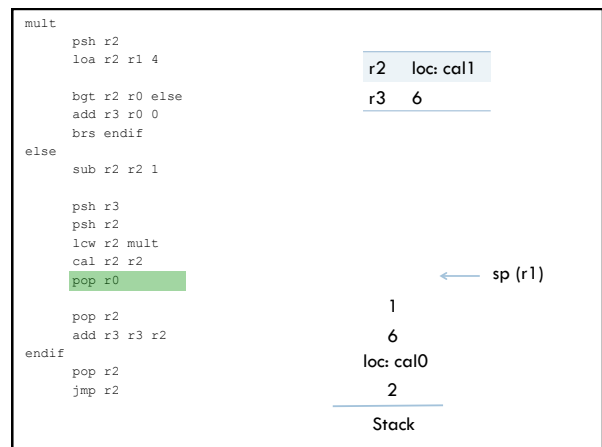 mult
psh r2
loa r2 r1 4
bgt r2 r0 else
add r3 r0 0
brs endif
else
sub r2 r2 1
psh r3
psh r2
lcw r2 mult
cal r2 r2
pop r0
pop r2
add r3 r3 r2
endif
pop r2
jmp r2
r2 loc: cal1
r3 6
sp (r1)
1
6
loc: cal0
2
Stack